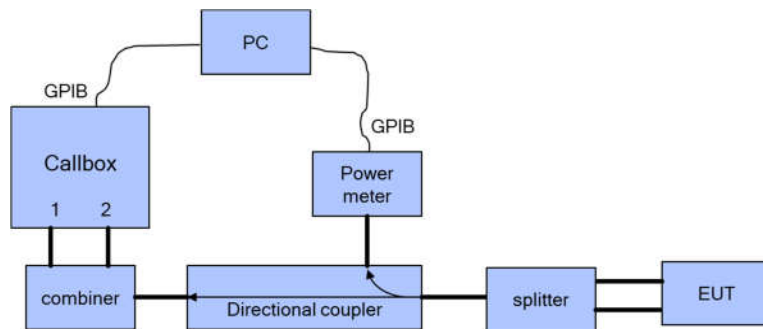 PC
GPIB
GPIB
Callbox
1 2
Power
meter
combiner
Directional coupler
splitter
EUT